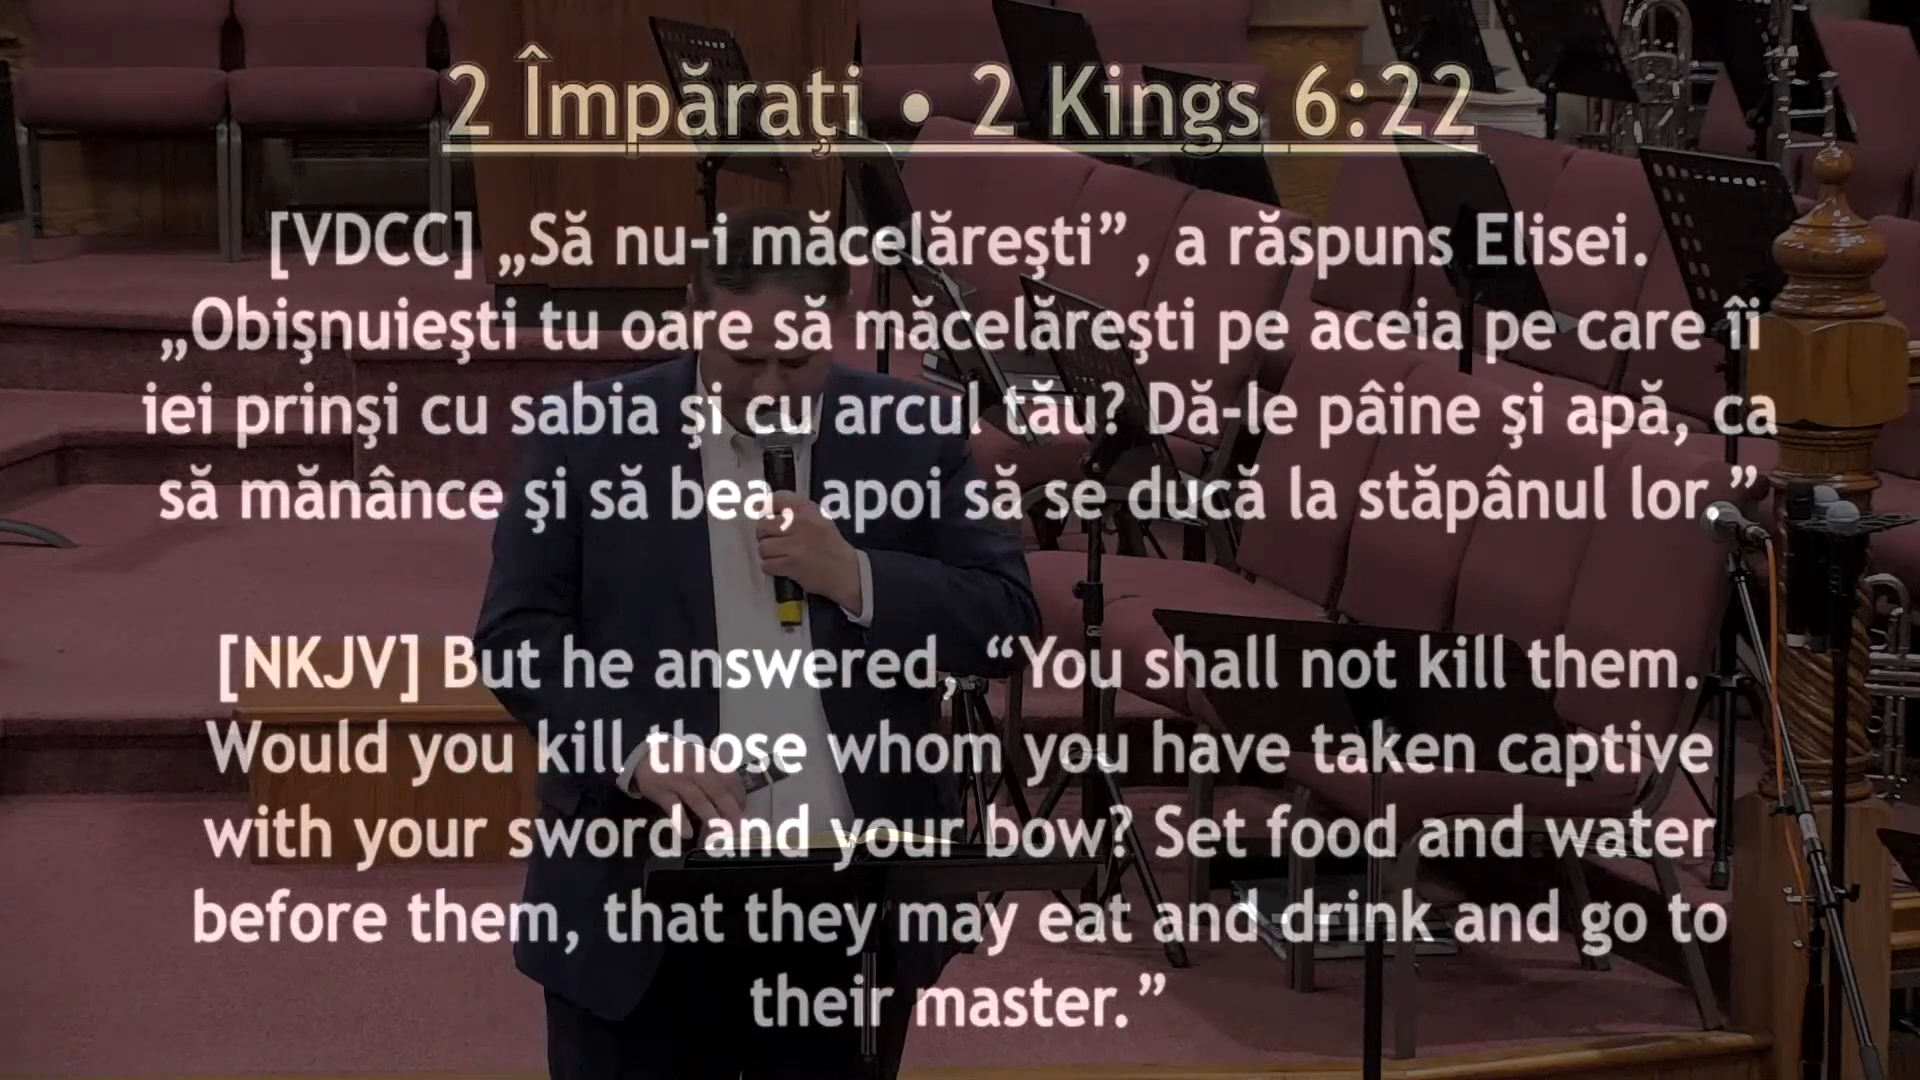 2 Împărați • 2 Kings 6:22
[VDCC] „Să nu-i măcelăreşti”, a răspuns Elisei.
„Obişnuieşti tu oare să măcelăreşti pe aceia pe care îi
iei prinşi cu sabia şi cu arcul tău? Dă-le pâine şi apă, ca
să mănânce şi să bea, apoi să se ducă la stăpânul lor.”
[NKJV] But he answered, “You shall not kill them.
Would you kill those whom you have taken captive
with your sword and your bow? Set food and water
before them, that they may eat and drink and go to
their master.”